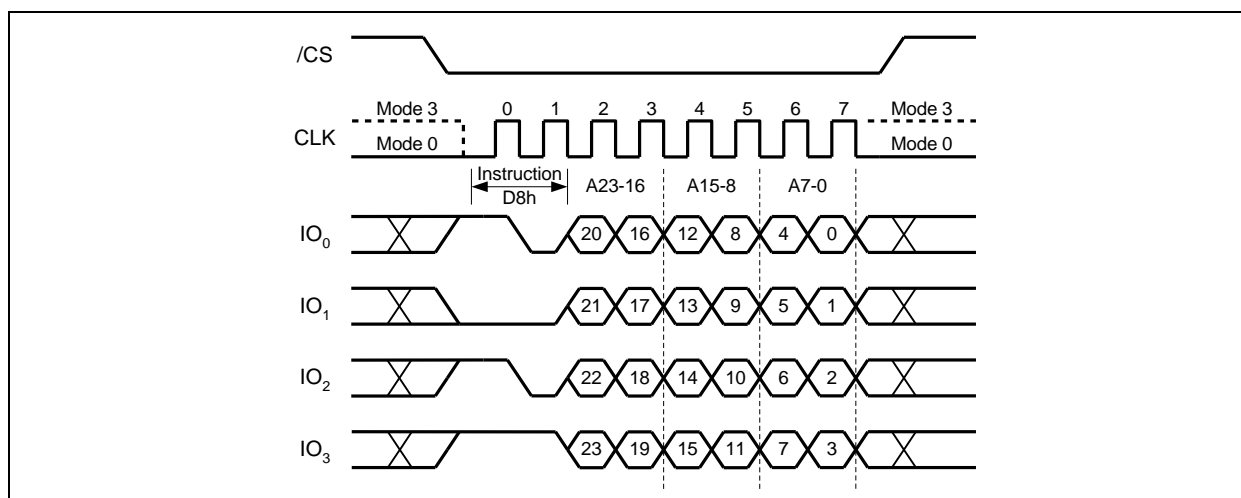 /CS
Mode 3 0 1 2 3 4 5 6 7 Mode 3
CLK
Mode 0 Mode 0
Instruction
D8h
A23-16 A15-8 A7-0
IO0 20 16 12 8 4 0
IO1 21 17 13 9 5 1
IO2 22 18 14 10 6 2
IO3 23 19 15 11 7 3